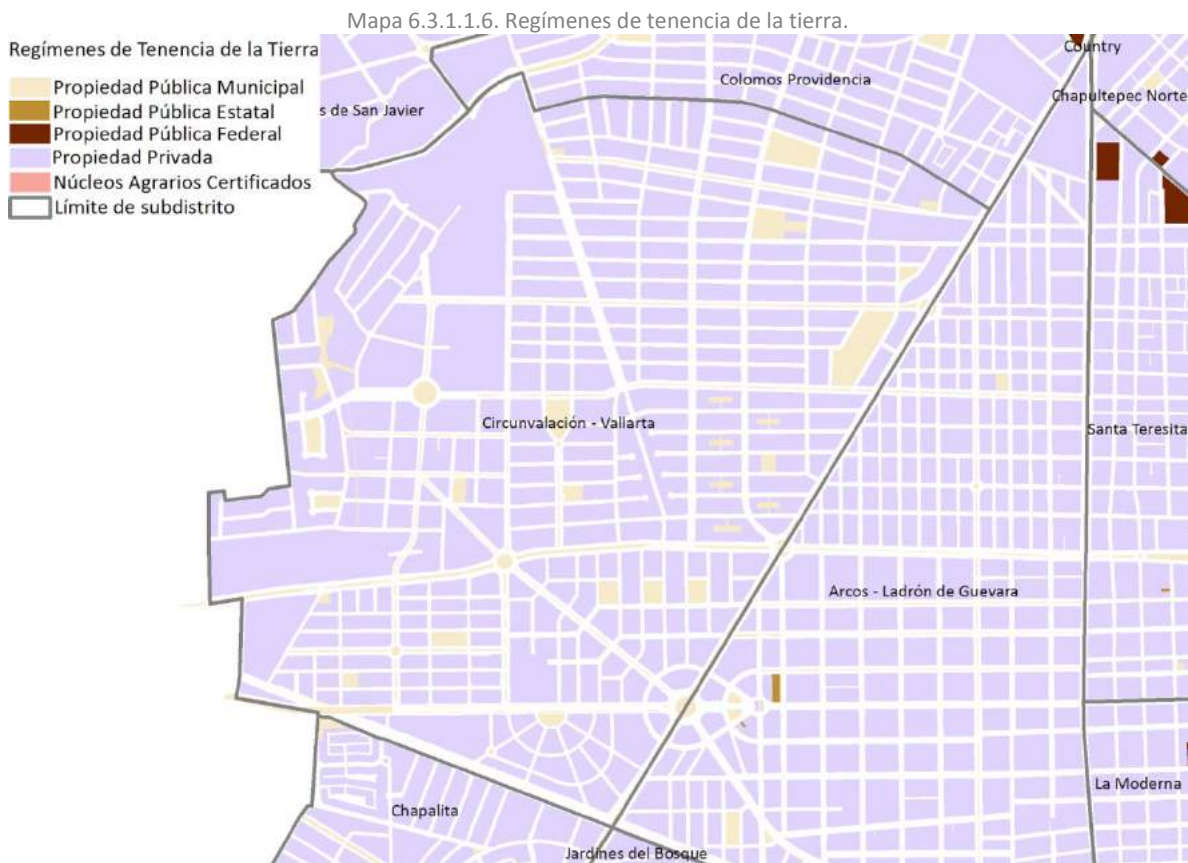 Mapa 6.3.1.1.6. Regímenes de tenencia de la tierra.
Regímenes de Tenencia de la Tierra
Propiedad Pública Municipal
Propiedad Pública Estatal
Propiedad Pública Federal
Propiedad Privada
Núcleos Agrarios Certificados
Límite de subdistrito
Country
Colomos Providencia
Chapultepec Norte
s de San Javier
Circunvalación - Vallarta
Santa Teresita
Arcos - Ladrón de Guevara
La Moderna
Chapalita
Jardines del Bosque